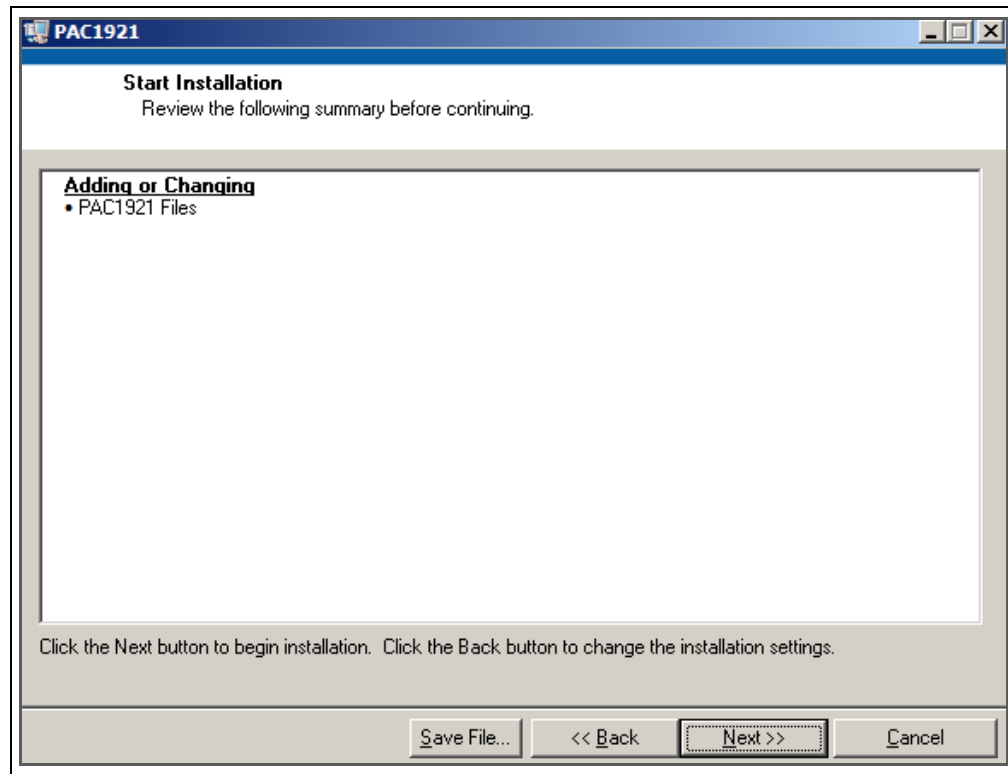 PAC1921
Start Installation
Review the following summary before continuing.
Adding or Changing
• PAC1921 Files
Click the Next button to begin installation. Click the Back button to change the installation settings.
Save File... << Back Next >> Cancel